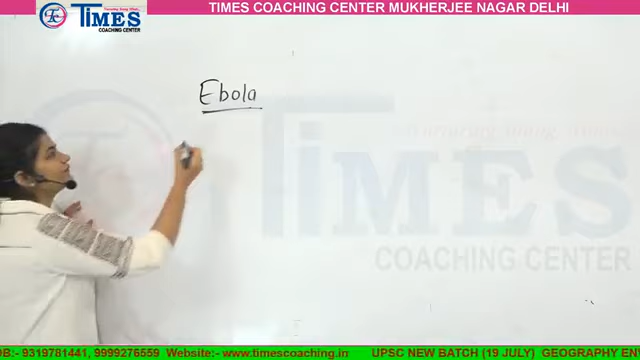 TIMES COACHING CENTER MUKHERJEE NAGAR DELHI
TIMES
COACHING CENTER
Ebola
TIMES
COACHING CENTER
OB:- 9319781441, 9999276559 Website:- www.timescoaching.in UPSC NEW BATCH (19 JULY) GEOGRAPHY EN